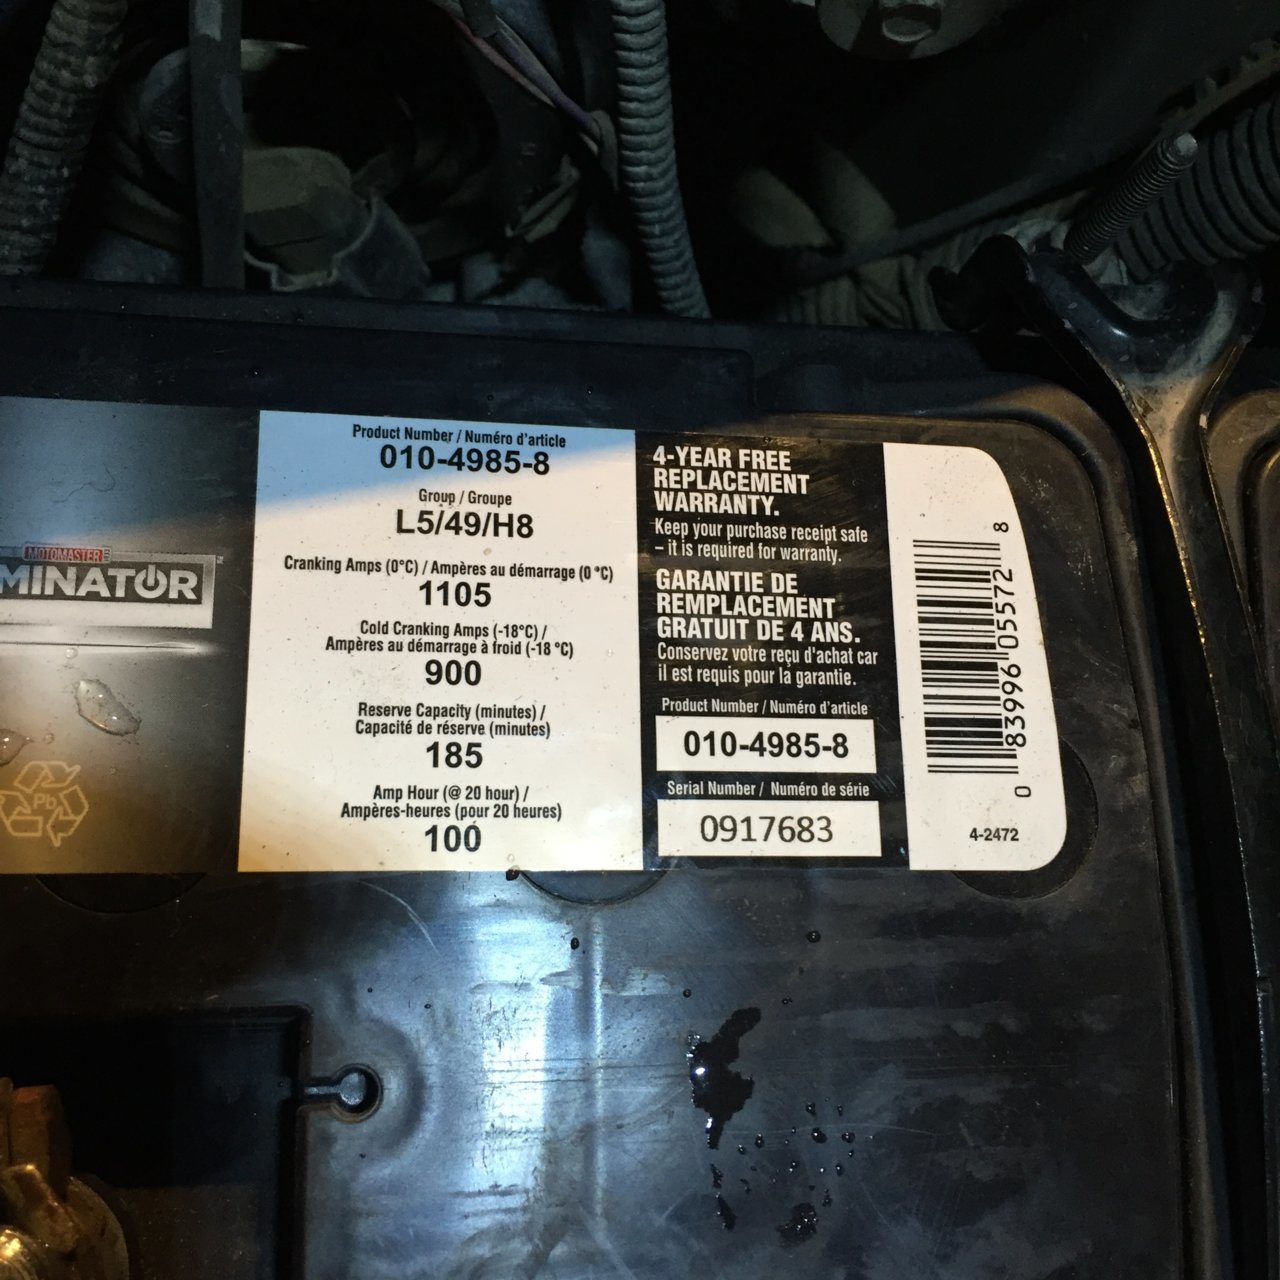 MOTOMASTER
MINATOR
Pb
Product Number / Numéro d'article
010-4985-8
Group / Groupe
L5/49/H8
Cranking Amps (0°C) / Ampères au démarrage (0 °C)
1105
Cold Cranking Amps (-18°C) /
Ampères au démarrage à froid (-18 °C)
900
Reserve Capacity (minutes) /
Capacité de réserve (minutes)
185
Amp Hour (@ 20 hour) /
Ampères-heures (pour 20 heures)
100
4-YEAR FREE
REPLACEMENT
WARRANTY.
Keep your purchase receipt safe
– it is required for warranty.
GARANTIE DE
REMPLACEMENT
GRATUIT DE 4 ANS.
Conservez votre reçu d'achat car
il est requis pour la garantie.
Product Number / Numéro d'article
010-4985-8
Serial Number / Numéro de série
0917683
0 83996 05572 8
4-2472